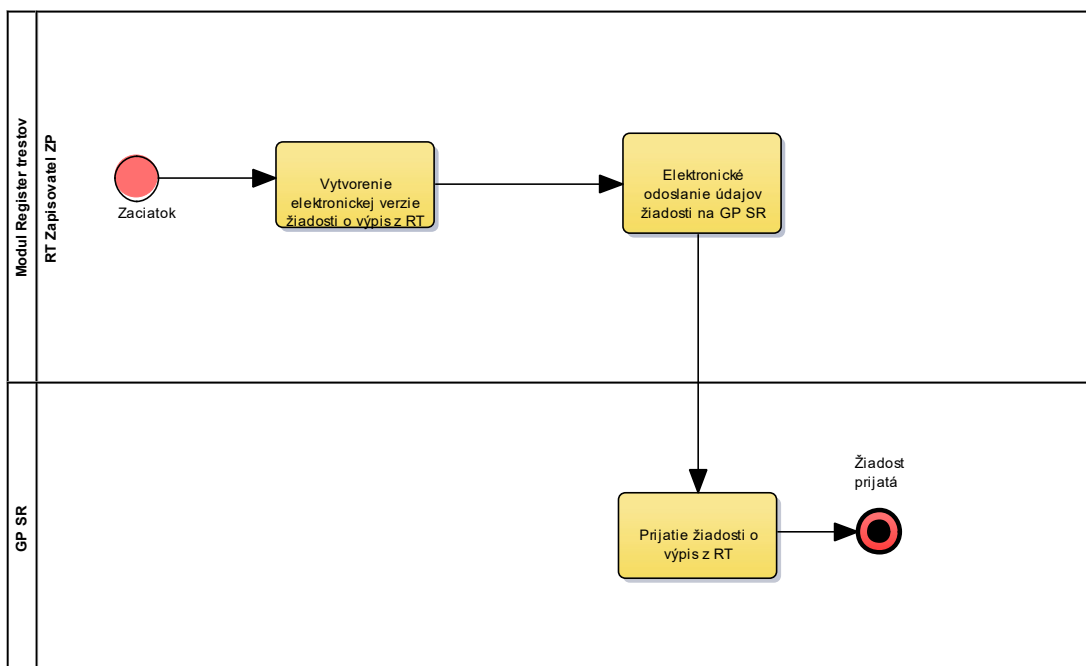 Modul Register trestov
RT Zapisovatel ZP
Zaciatok
Vytvorenie
elektronickej verzie
žiadosti o výpis z RT
Elektronické
odoslanie údajov
žiadosti na GP SR
GP SR
Prijatie žiadosti o
výpis z RT
Žiadost
prijatá